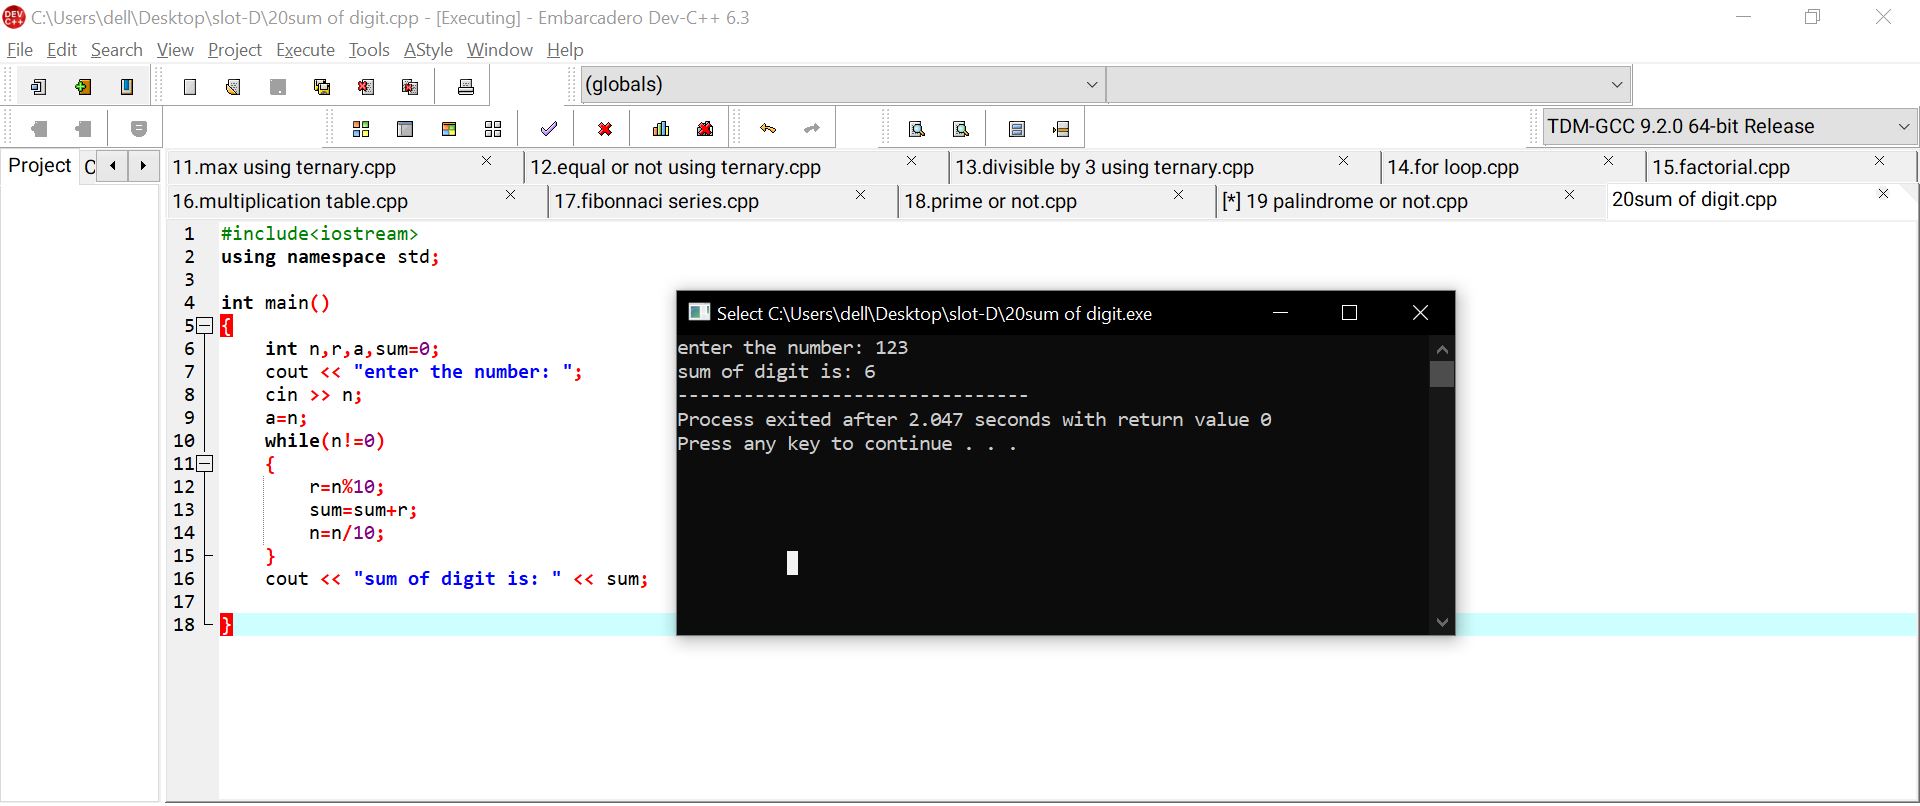 C:\Users\dell\Desktop\slot-D\20sum of digit.cpp - [Executing] - Embarcadero Dev-C++ 6.3
File Edit Search View Project Execute Tools AStyle Window Help
(globals)
TDM-GCC 9.2.0 64-bit Release
Project C
11.max using ternary.cpp 12.equal or not using ternary.cpp 13.divisible by 3 using ternary.cpp 14.for loop.cpp 15.factorial.cpp
16.multiplication table.cpp 17.fibonnaci series.cpp 18.prime or not.cpp [*] 19 palindrome or not.cpp 20sum of digit.cpp
1 #include<iostream>
2 using namespace std;
3
4 int main()
5 {
6 int n,r,a,sum=0;
7 cout << "enter the number: ";
8 cin >> n;
9 a=n;
10 while(n!=0)
11 {
12 r=n%10;
13 sum=sum+r;
14 n=n/10;
15 }
16 cout << "sum of digit is: " << sum;
17
18 }
Select C:\Users\dell\Desktop\slot-D\20sum of digit.exe
enter the number: 123
sum of digit is: 6
--------------------------------
Process exited after 2.047 seconds with return value 0
Press any key to continue . . .